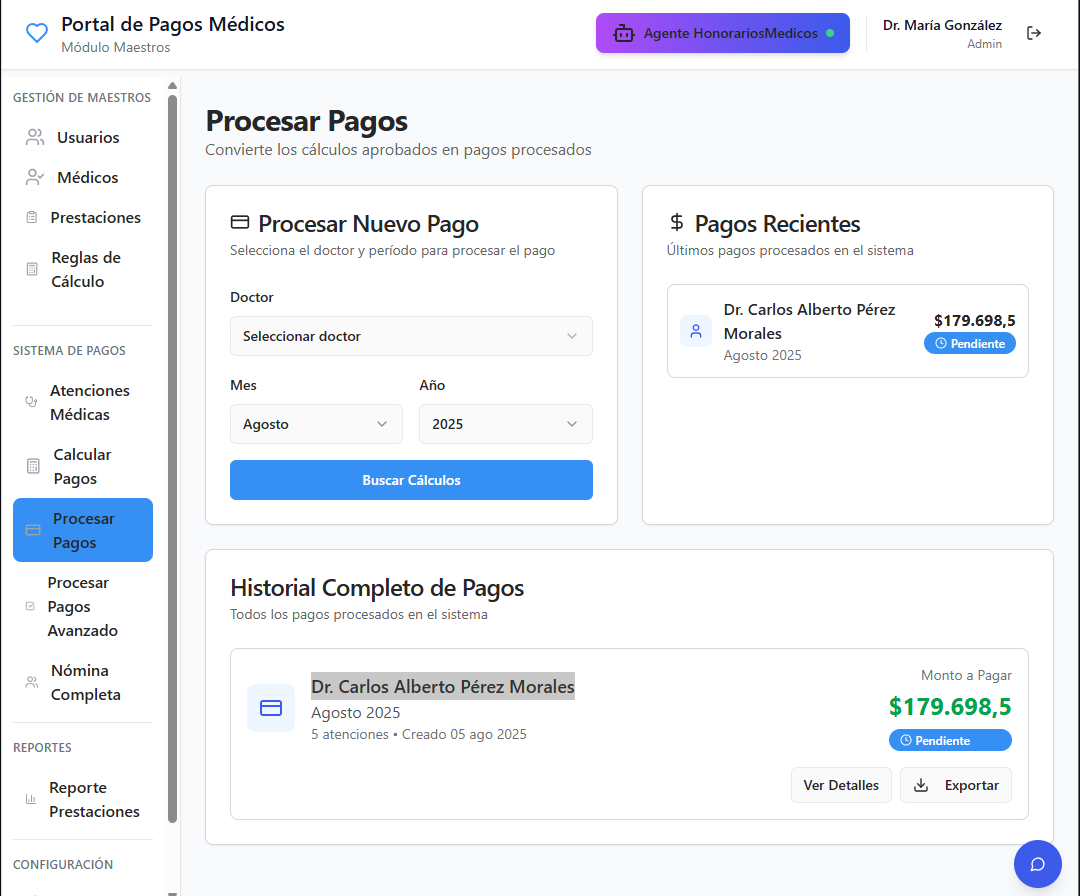 Portal de Pagos Médicos
Módulo Maestros
Agente HonorariosMedicos
Dr. María González
Admin
GESTIÓN DE MAESTROS
Usuarios
Médicos
Prestaciones
Reglas de
Cálculo
SISTEMA DE PAGOS
Atenciones
Médicas
Calcular
Pagos
Procesar
Pagos
Procesar
Pagos
Avanzado
Nómina
Completa
REPORTES
Reporte
Prestaciones
CONFIGURACIÓN
Procesar Pagos
Convierte los cálculos aprobados en pagos procesados
Procesar Nuevo Pago
Selecciona el doctor y período para procesar el pago
Doctor
Seleccionar doctor
Mes
Año
Agosto
2025
Buscar Cálculos
Pagos Recientes
Últimos pagos procesados en el sistema
Dr. Carlos Alberto Pérez
Morales
Agosto 2025
$179.698,5
Pendiente
Historial Completo de Pagos
Todos los pagos procesados en el sistema
Dr. Carlos Alberto Pérez Morales
Agosto 2025
5 atenciones • Creado 05 ago 2025
Monto a Pagar
$179.698,5
Pendiente
Ver Detalles
Exportar